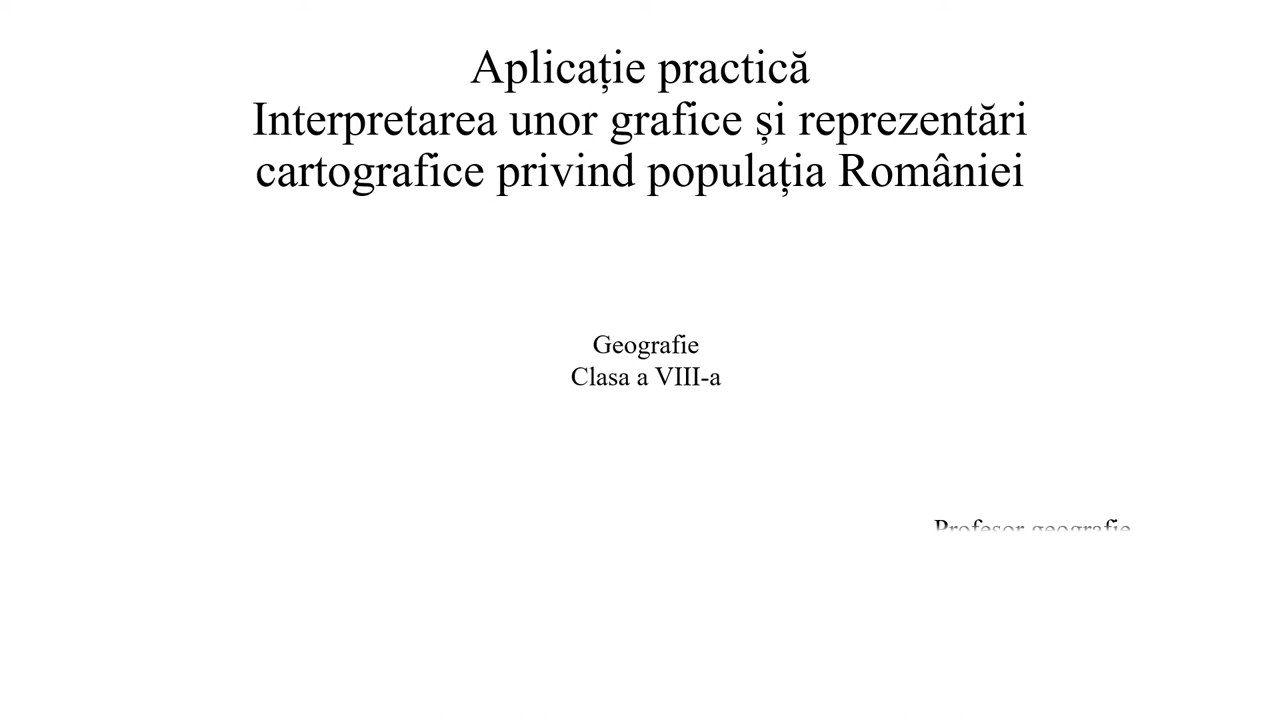 Aplicație practică
Interpretarea unor grafice și reprezentări
cartografice privind populația României
Geografie
Clasa a VIII-a
Profesor geografie